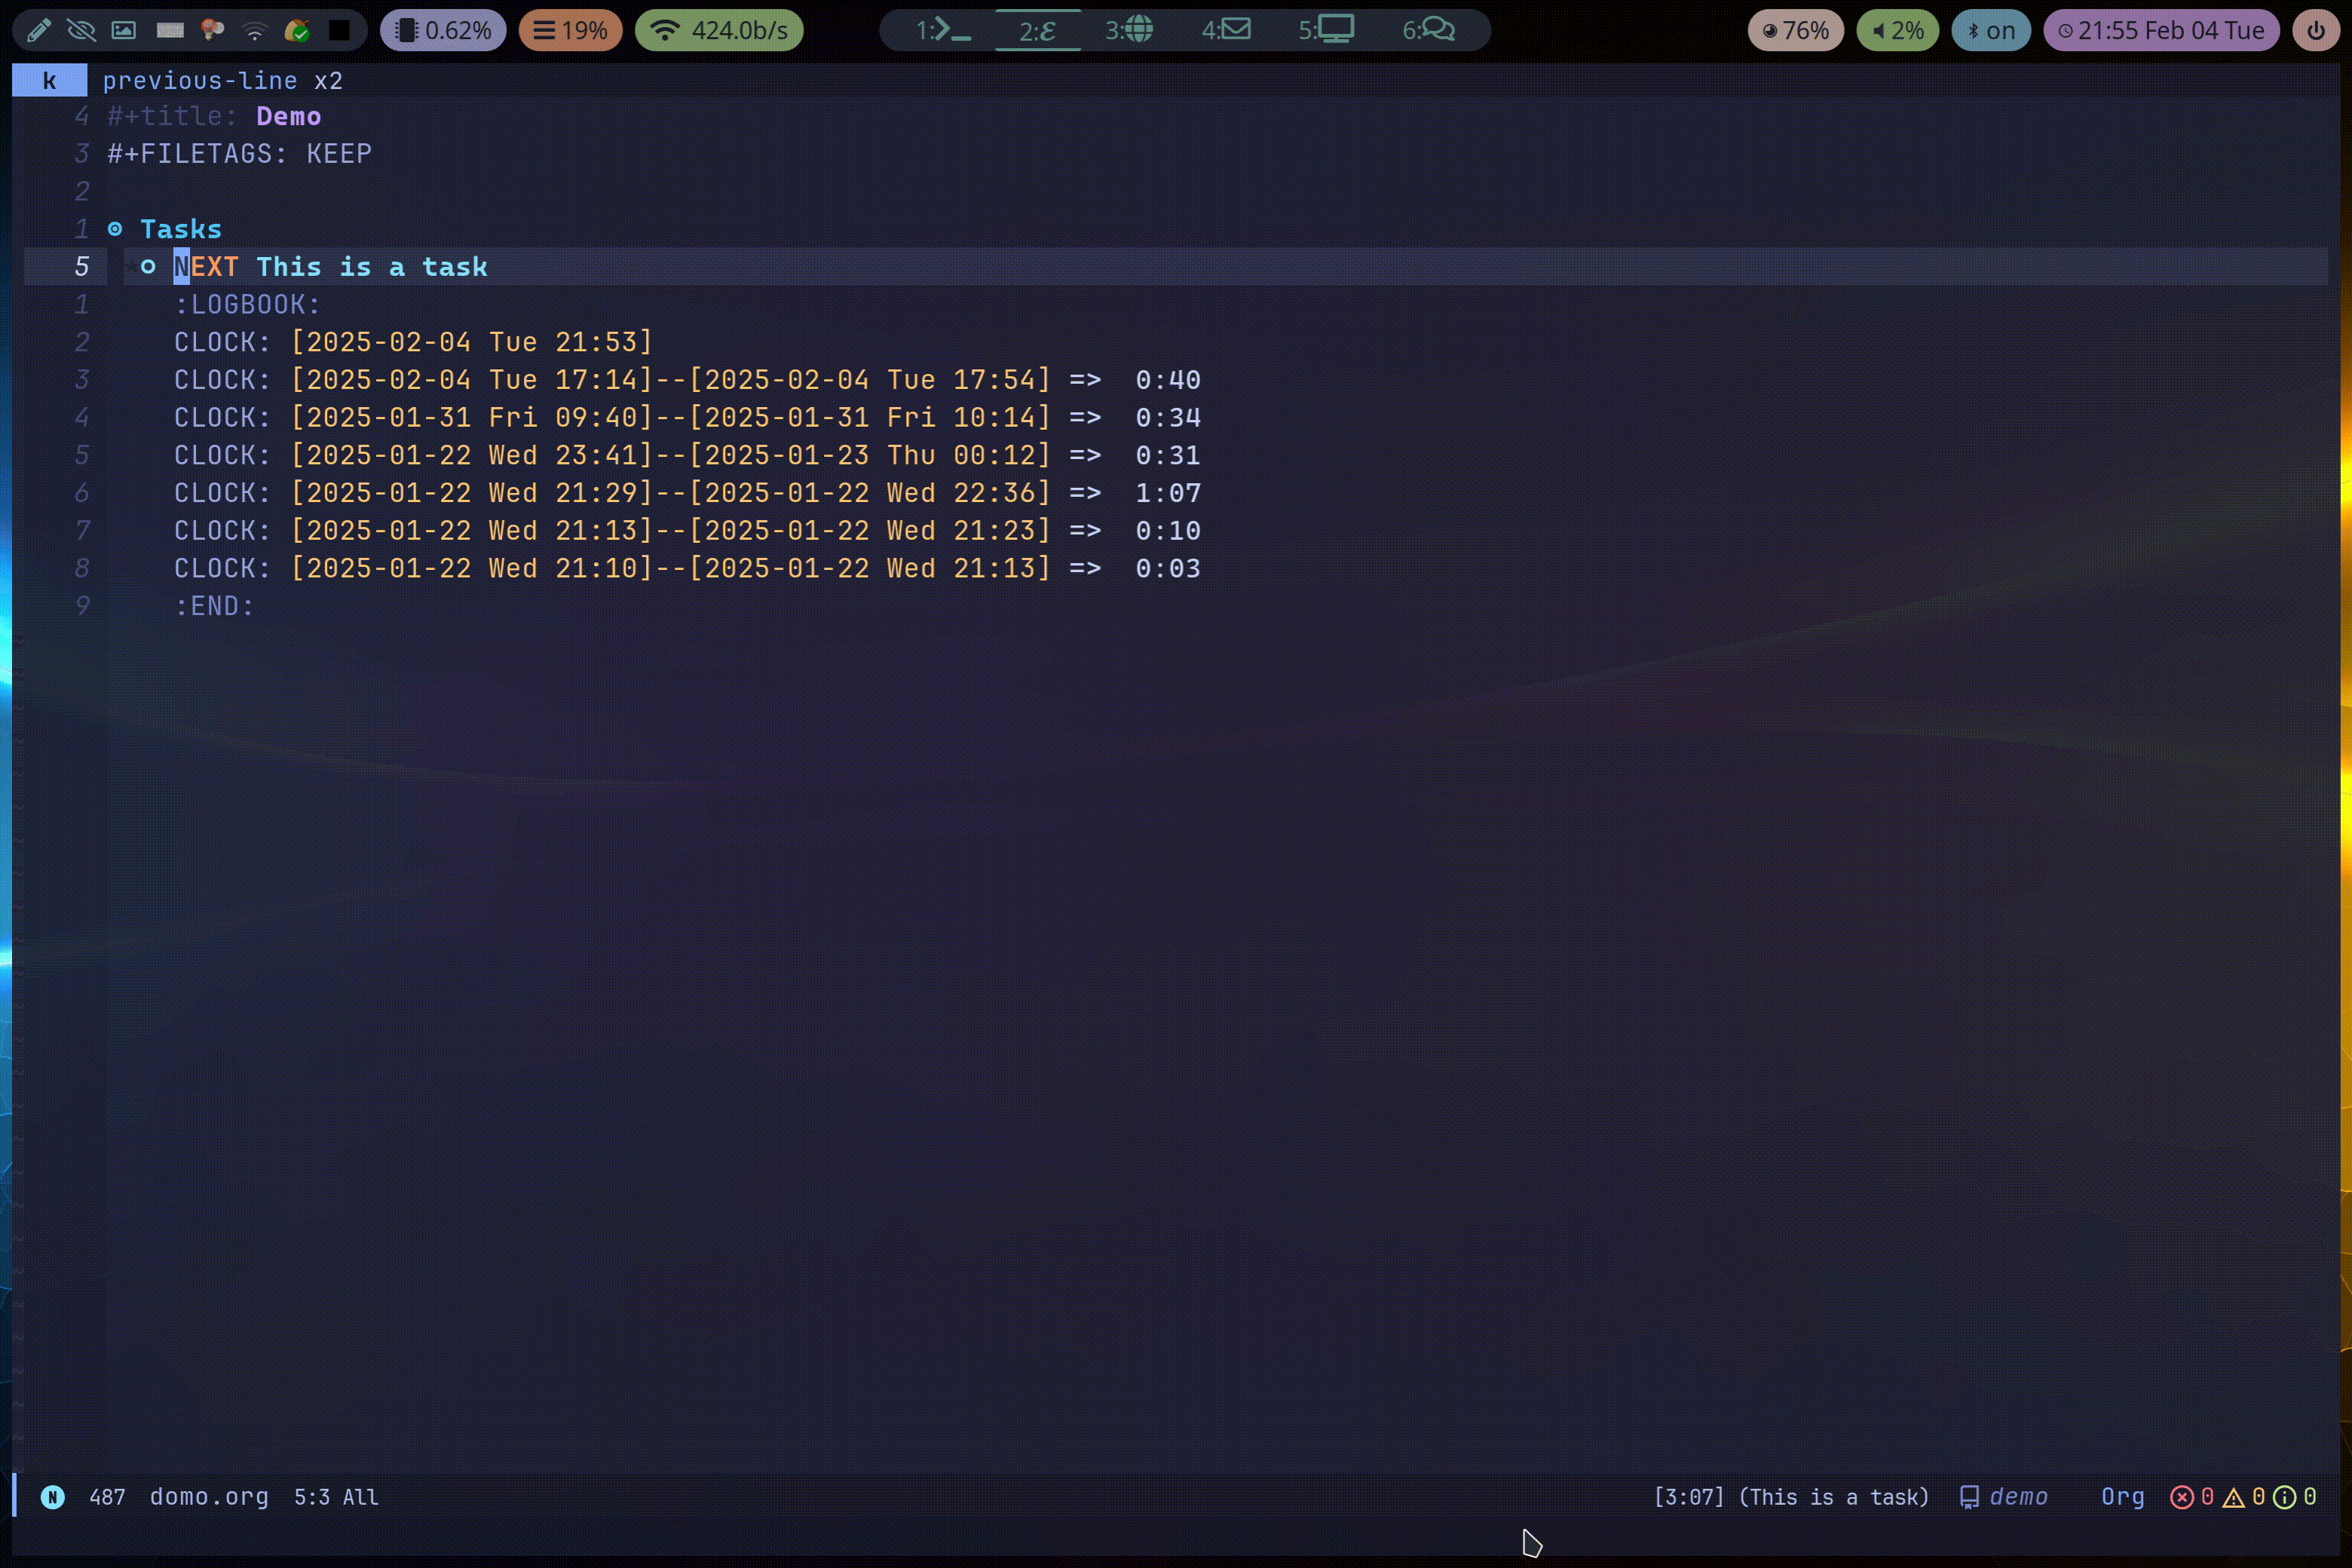 0.62% 19% 424.0b/s 1: 2:ε 3: 4: 5: 6: 76% 2% on 21:55 Feb 04 Tue
k previous-line x2
4 #+title: Demo
3 #+FILETAGS: KEEP
2
1 Tasks
5 * NEXT This is a task
1 :LOGBOOK:
2 CLOCK: [2025-02-04 Tue 21:53]
3 CLOCK: [2025-02-04 Tue 17:14]--[2025-02-04 Tue 17:54] => 0:40
4 CLOCK: [2025-01-31 Fri 09:40]--[2025-01-31 Fri 10:14] => 0:34
5 CLOCK: [2025-01-22 Wed 23:41]--[2025-01-23 Thu 00:12] => 0:31
6 CLOCK: [2025-01-22 Wed 21:29]--[2025-01-22 Wed 22:36] => 1:07
7 CLOCK: [2025-01-22 Wed 21:13]--[2025-01-22 Wed 21:23] => 0:10
8 CLOCK: [2025-01-22 Wed 21:10]--[2025-01-22 Wed 21:13] => 0:03
9 :END:
N 487 domo.org 5:3 All [3:07] (This is a task) demo Org 0 0 0